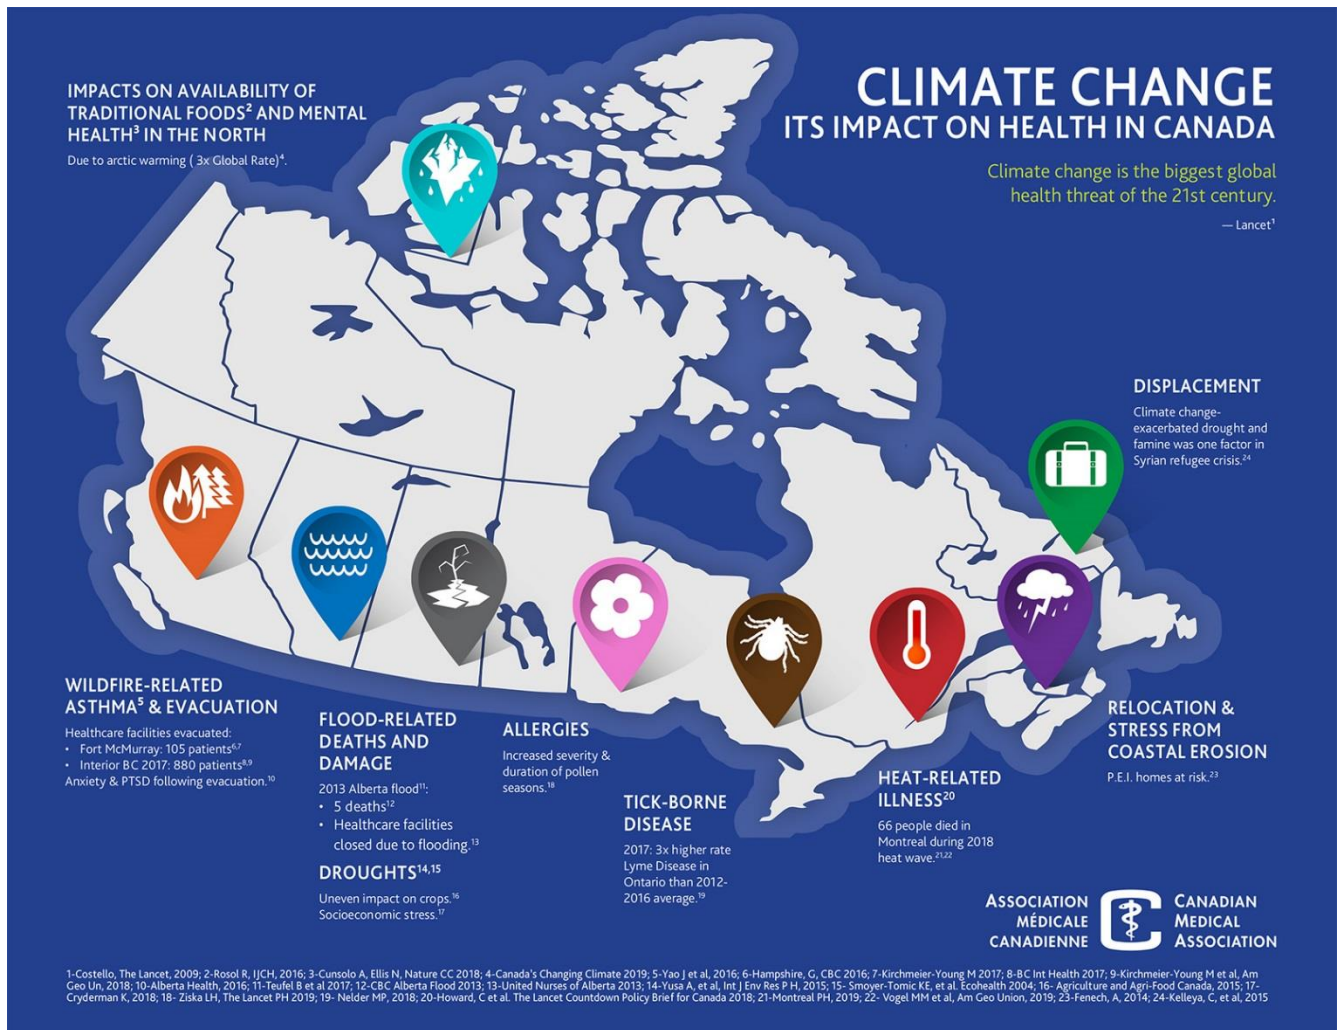 CLIMATE CHANGE
ITS IMPACT ON HEALTH IN CANADA
Climate change is the biggest global
health threat of the 21st century.
— Lancet¹
IMPACTS ON AVAILABILITY OF
TRADITIONAL FOODS² AND MENTAL
HEALTH³ IN THE NORTH
Due to arctic warming ( 3x Global Rate)⁴.
DISPLACEMENT
Climate change-
exacerbated drought and
famine was one factor in
Syrian refugee crisis.²⁴
WILDFIRE-RELATED
ASTHMA⁵ & EVACUATION
Healthcare facilities evacuated:
• Fort McMurray: 105 patients⁶,⁷
• Interior BC 2017: 880 patients⁸,⁹
Anxiety & PTSD following evacuation.¹⁰
FLOOD-RELATED
DEATHS AND
DAMAGE
2013 Alberta flood¹¹:
• 5 deaths¹²
• Healthcare facilities
closed due to flooding.¹³
DROUGHTS¹⁴,¹⁵
Uneven impact on crops.¹⁶
Socioeconomic stress.¹⁷
ALLERGIES
Increased severity &
duration of pollen
seasons.¹⁸
TICK-BORNE
DISEASE
2017: 3x higher rate
Lyme Disease in
Ontario than 2012-
2016 average.¹⁹
HEAT-RELATED
ILLNESS²⁰
66 people died in
Montreal during 2018
heat wave.²¹,²²
RELOCATION &
STRESS FROM
COASTAL EROSION
P.E.I. homes at risk.²³
ASSOCIATION
MÉDICALE
CANADIENNE
CANADIAN
MEDICAL
ASSOCIATION
1-Costello, The Lancet, 2009; 2-Rosol R, IJCH, 2016; 3-Cunsolo A, Ellis N, Nature CC 2018; 4-Canada's Changing Climate 2019; 5-Yao J et al, 2016; 6-Hampshire, G, CBC 2016; 7-Kirchmeier-Young M 2017; 8-BC Int Health 2017; 9-Kirchmeier-Young M et al, Am
Geo Un, 2018; 10-Alberta Health, 2016; 11-Teufel B et al 2017; 12-CBC Alberta Flood 2013; 13-United Nurses of Alberta 2013; 14-Yusa A, et al, Int J Env Res P H, 2015; 15- Smoyer-Tomic KE, et al. Ecohealth 2004; 16- Agriculture and Agri-Food Canada, 2015; 17-
Cryderman K, 2018; 18- Ziska LH, The Lancet PH 2019; 19- Nelder MP, 2018; 20-Howard, C et al. The Lancet Countdown Policy Brief for Canada 2018; 21-Montreal PH, 2019; 22- Vogel MM et al, Am Geo Union, 2019; 23-Fenech, A, 2014; 24-Kelleya, C, et al, 2015